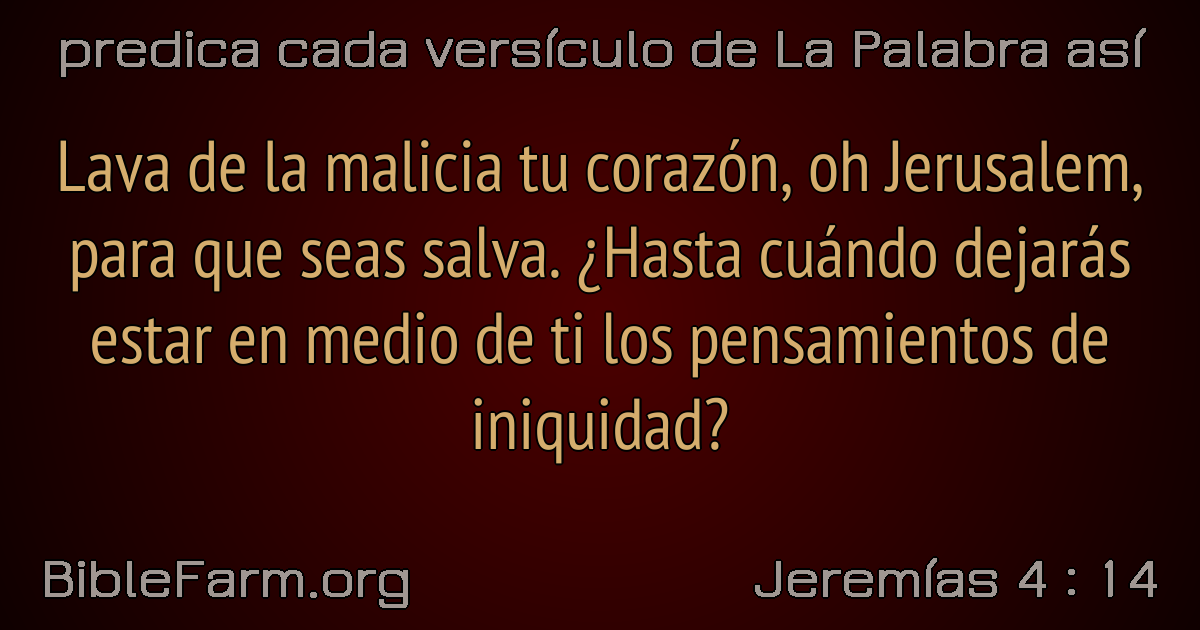 predica cada versículo de La Palabra así
Lava de la malicia tu corazón, oh Jerusalem,
para que seas salva. ¿Hasta cuándo dejarás
estar en medio de ti los pensamientos de
iniquidad?
BibleFarm.org
Jeremías 4 : 14